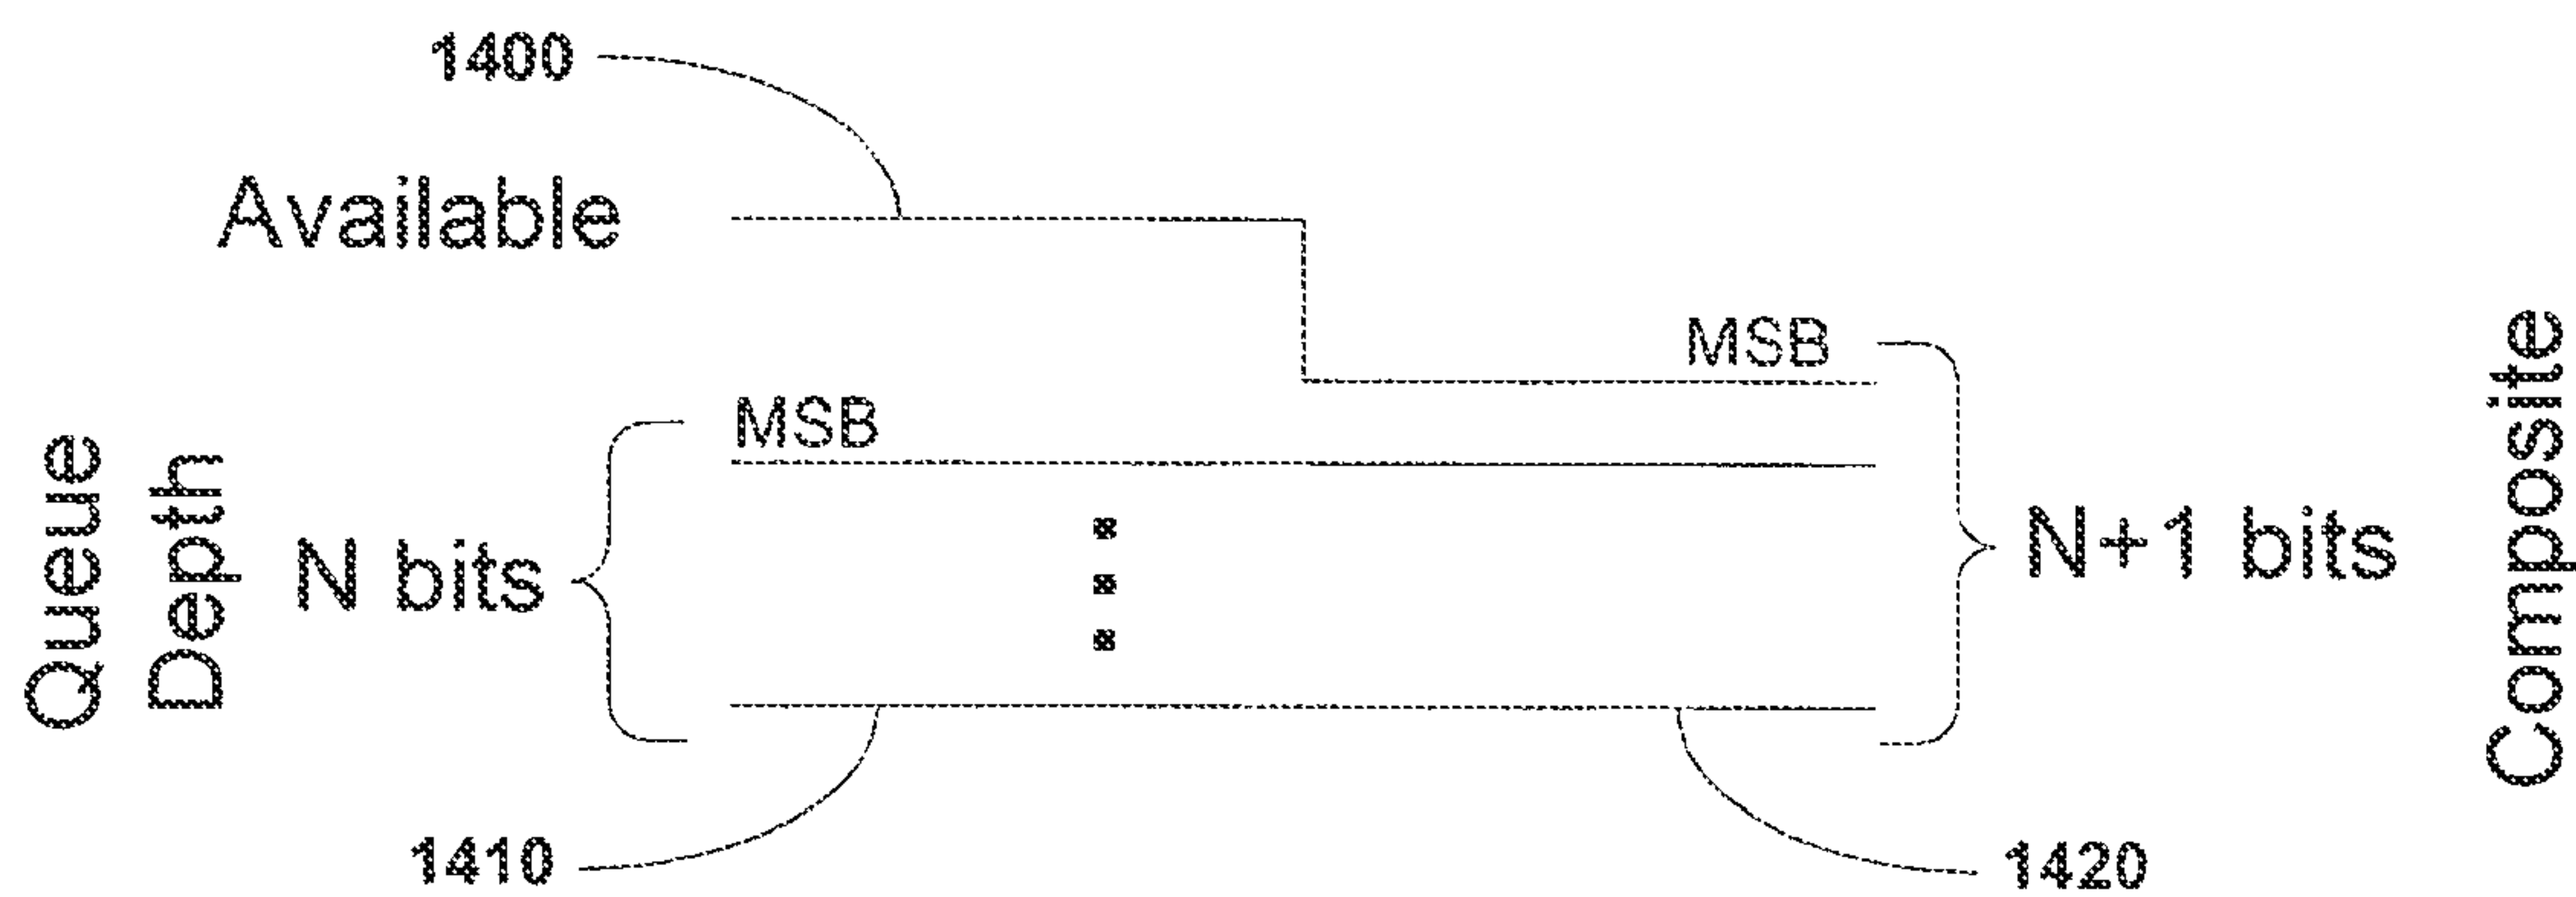 1400
Available
MSB
MSB
Queue
Depth
N bits
N+1 bits
Composite
1410
1420